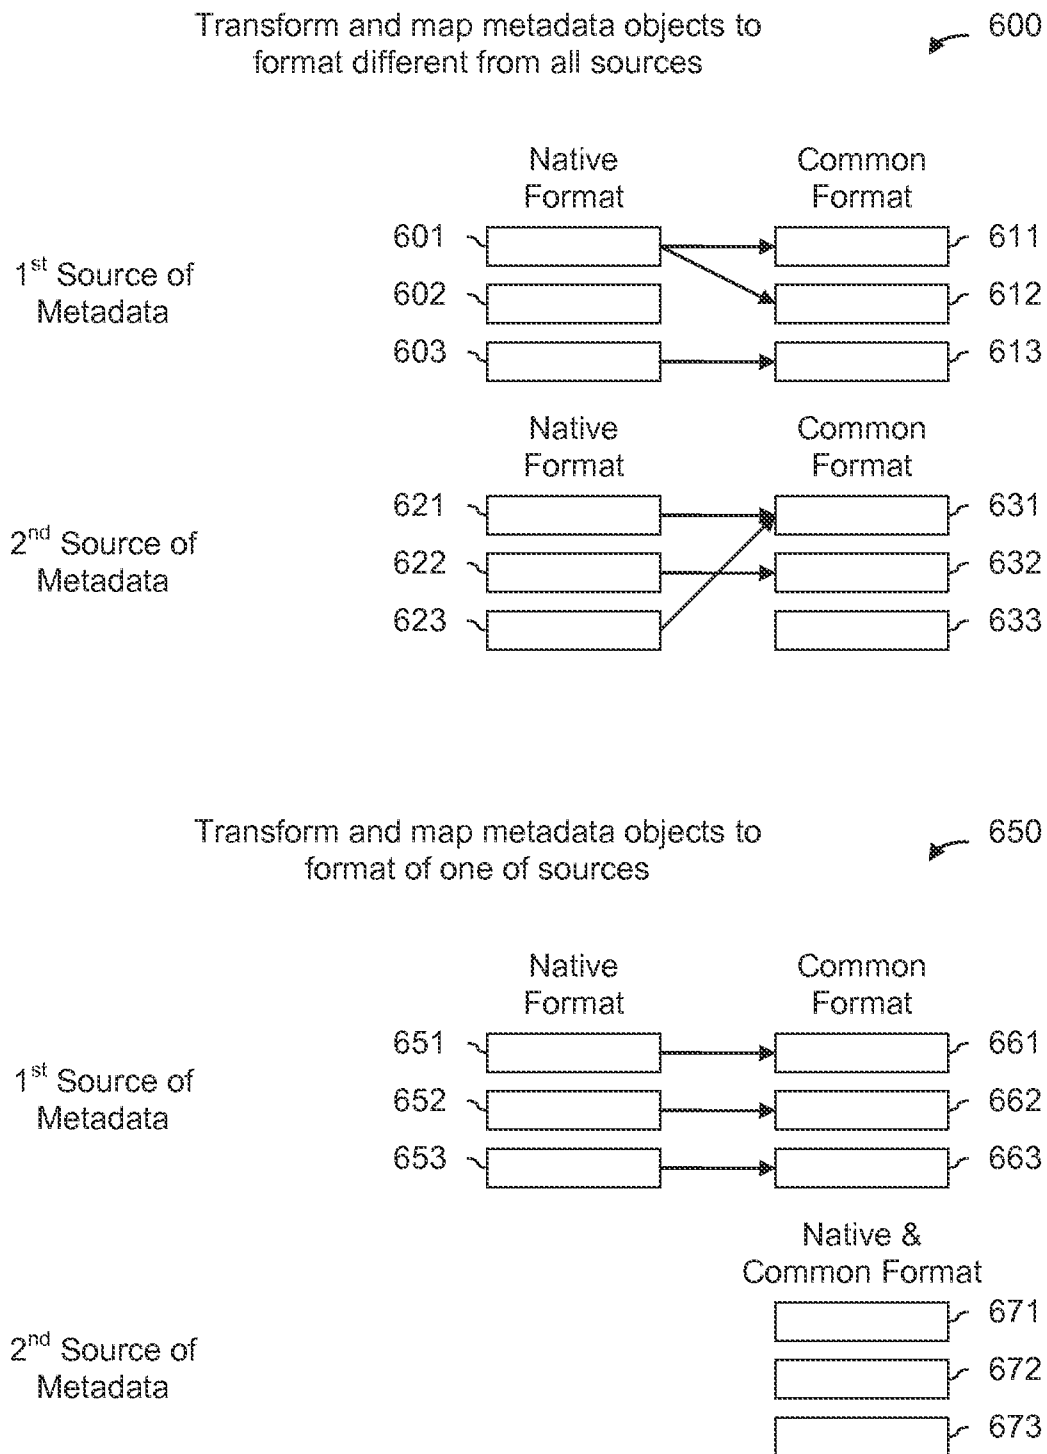 Transform and map metadata objects to
format different from all sources
600
Native
Format
Common
Format
601
611
1st Source of
Metadata
602
612
603
613
Native
Format
Common
Format
621
631
2nd Source of
Metadata
622
632
623
633
Transform and map metadata objects to
format of one of sources
650
Native
Format
Common
Format
651
661
1st Source of
Metadata
652
662
653
663
Native &
Common Format
671
2nd Source of
Metadata
672
673